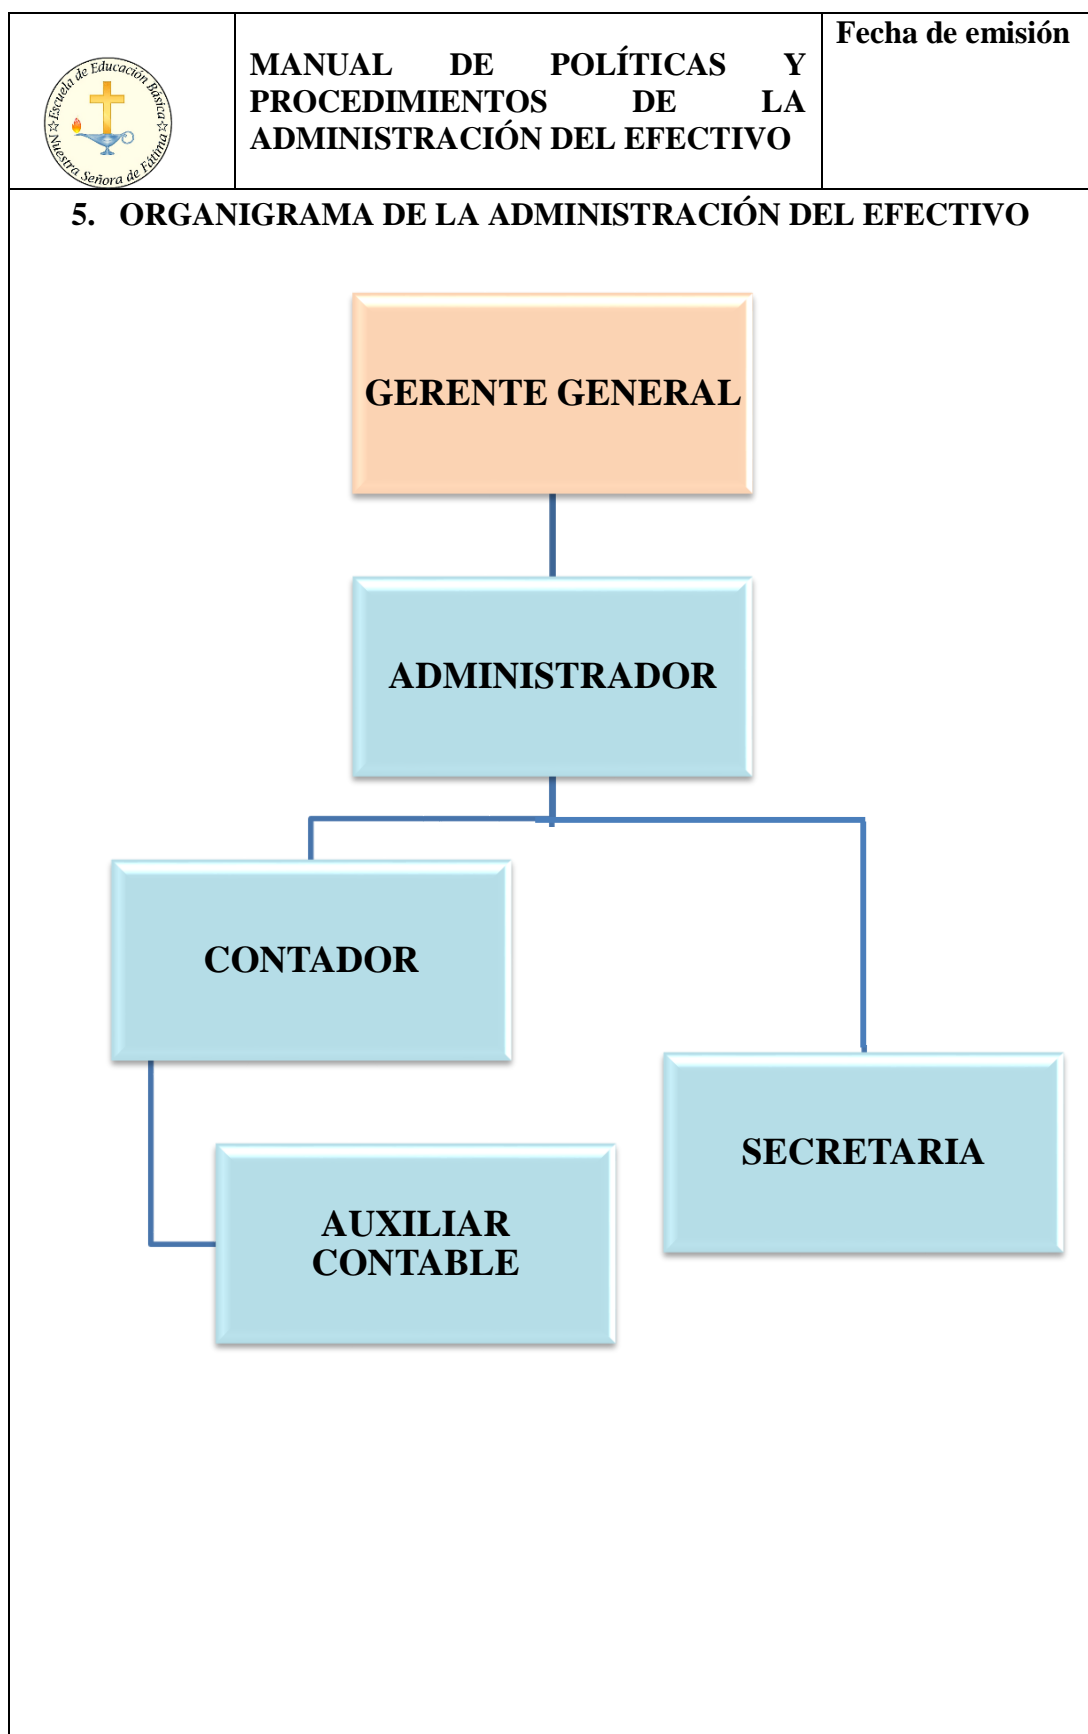 ☆Escuela de Educación Básica☆
Nuestra Señora de Fátima
MANUAL DE POLÍTICAS Y
PROCEDIMIENTOS DE LA
ADMINISTRACIÓN DEL EFECTIVO
Fecha de emisión
5. ORGANIGRAMA DE LA ADMINISTRACIÓN DEL EFECTIVO
GERENTE GENERAL
ADMINISTRADOR
CONTADOR
SECRETARIA
AUXILIAR
CONTABLE